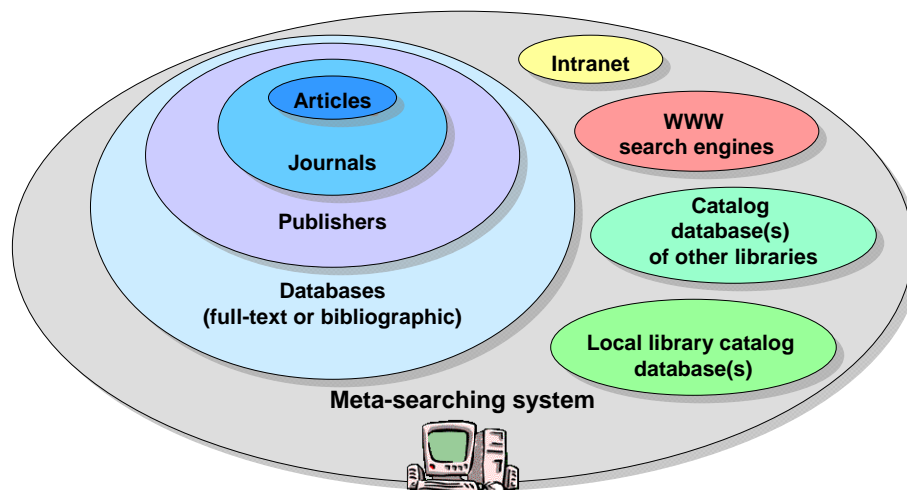 Articles
Journals
Publishers
Databases
(full-text or bibliographic)
Intranet
WWW
search engines
Catalog
database(s)
of other libraries
Local library catalog
database(s)
Meta-searching system